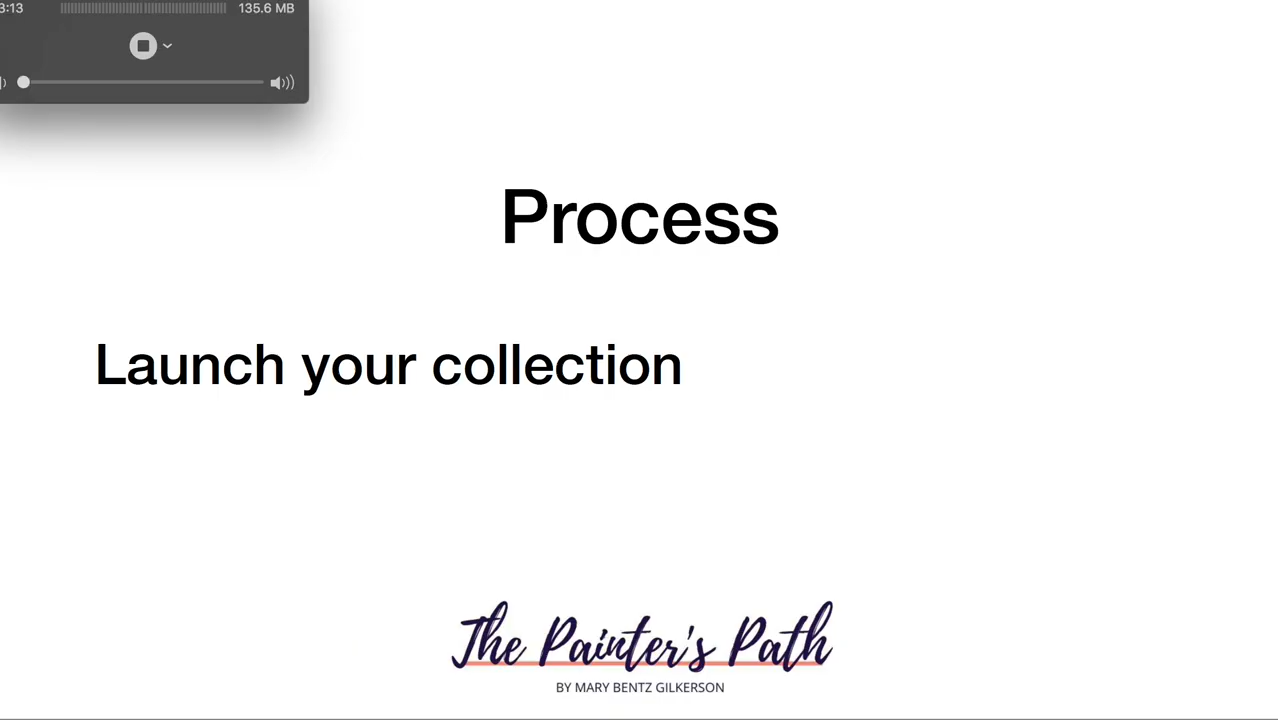 3:13
135.6 MB
Process
Launch your collection
The Painter's Path
BY MARY BENTZ GILKERSON